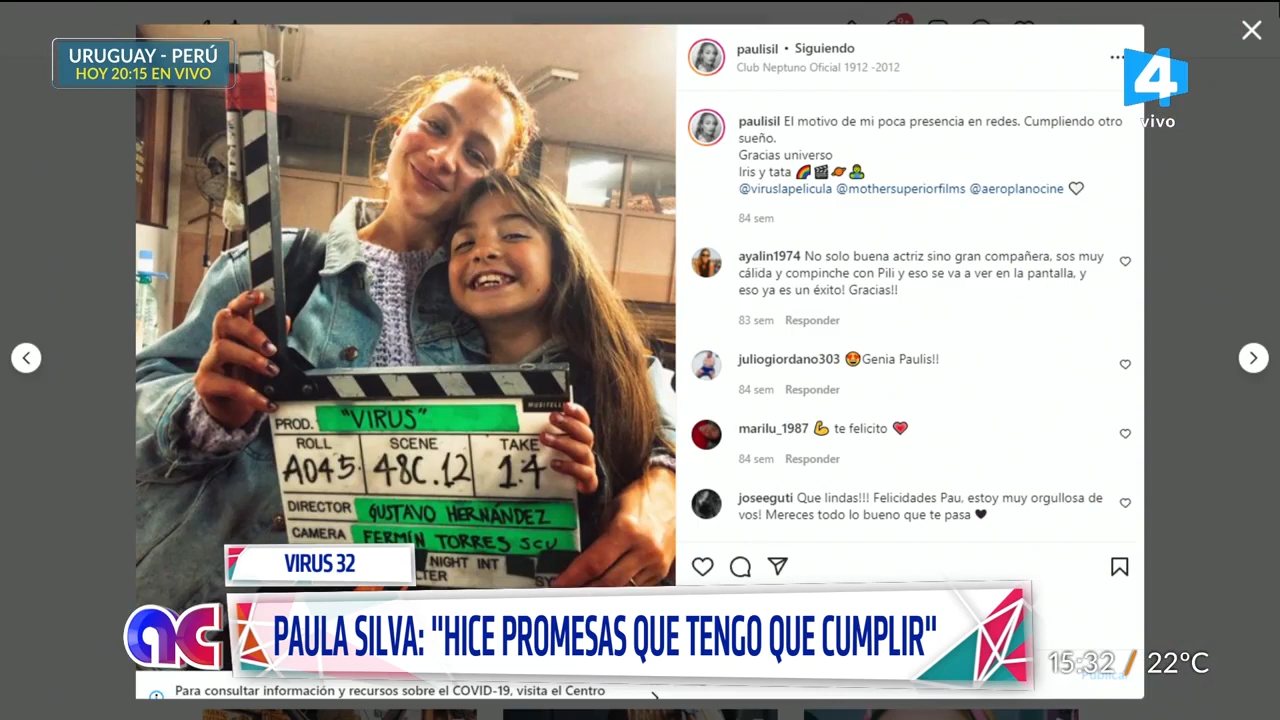 URUGUAY - PERÚ
HOY 20:15 EN VIVO
4
vivo
paulisil • Siguiendo
Club Neptuno Oficial 1912 -2012
paulisil El motivo de mi poca presencia en redes. Cumpliendo otro
sueño.
Gracias universo
Iris y tata 🌈🎬🪐🧟‍♂️
@viruslapelicula @mothersuperiorfilms @aeroplanocine
84 sem
ayalin1974 No solo buena actriz sino gran compañera, sos muy
cálida y compinche con Pili y eso se va a ver en la pantalla, y
eso ya es un éxito! Gracias!!
83 sem Responder
juliogiordano303 😍Genia Paulis!!
84 sem Responder
marilu_1987 💪 te felicito 💗
84 sem Responder
joseeguti Que lindas!!! Felicidades Pau, estoy muy orgullosa de
vos! Mereces todo lo bueno que te pasa 🖤
PROD. "VIRUS"
ROLL SCENE TAKE
A045 48C.12 14
DIRECTOR GUSTAVO HERNÁNDEZ
CAMERA FERMÍN TORRES SCU
NIGHT INT
VIRUS 32
ac
PAULA SILVA: "HICE PROMESAS QUE TENGO QUE CUMPLIR"
15:32 / 22°C
Publicar
Para consultar información y recursos sobre el COVID-19, visita el Centro